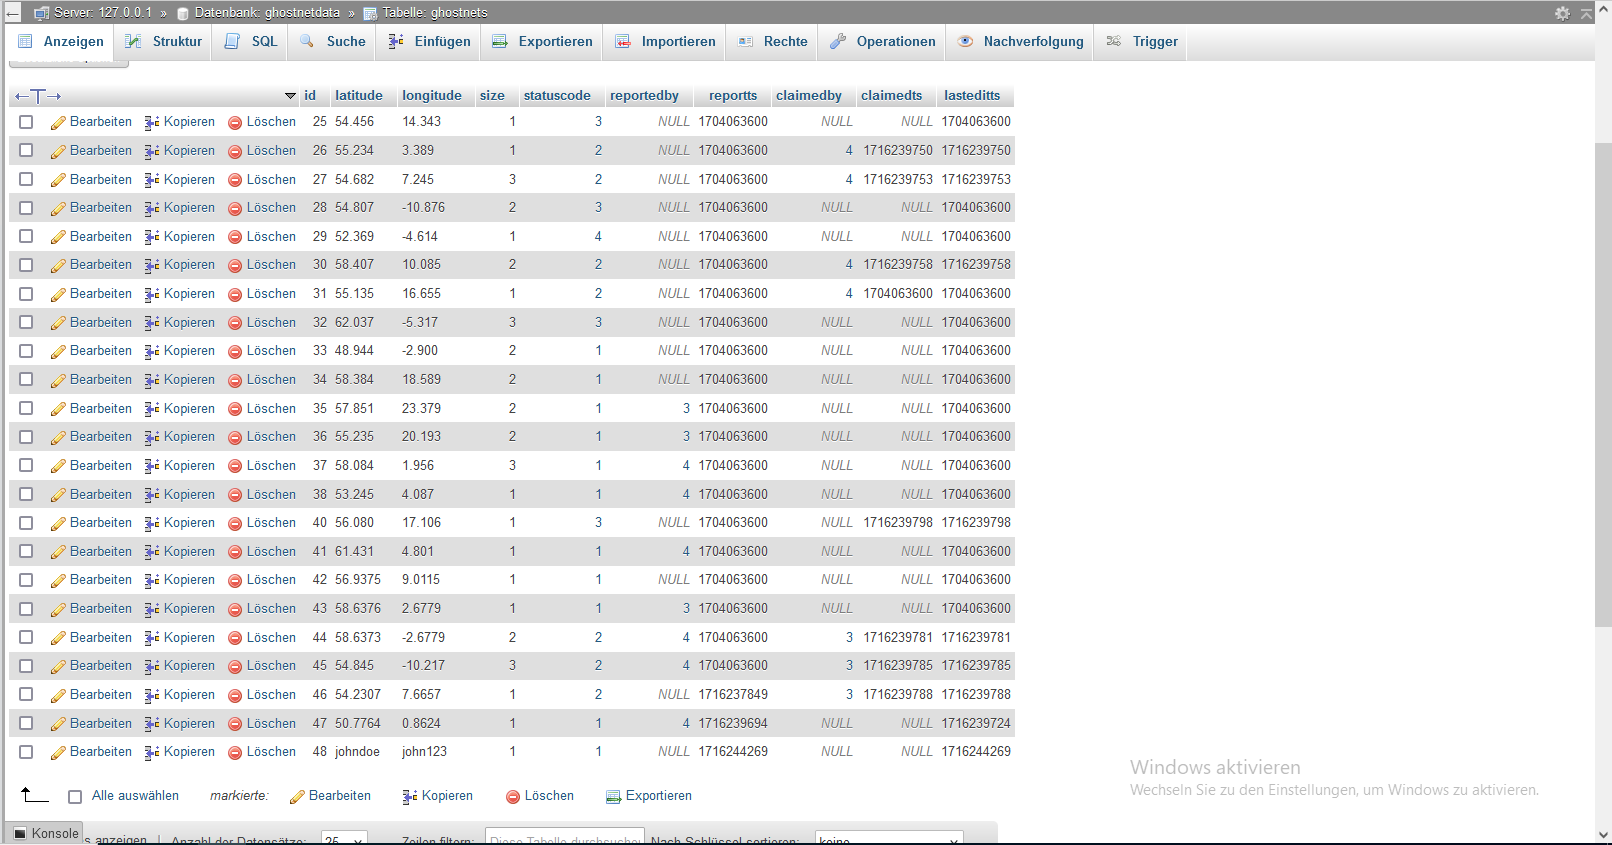 Server: 127.0.0.1 » Datenbank: ghostnetdata » Tabelle: ghostnets
Anzeigen Struktur SQL Suche Einfügen Exportieren Importieren Rechte Operationen Nachverfolgung Trigger
←T→ id latitude longitude size statuscode reportedby reportts claimedby claimedts lasteditts
Bearbeiten Kopieren Löschen 25 54.456 14.343 1 3 NULL 1704063600 NULL NULL 1704063600
Bearbeiten Kopieren Löschen 26 55.234 3.389 1 2 NULL 1704063600 4 1716239750 1716239750
Bearbeiten Kopieren Löschen 27 54.682 7.245 3 2 NULL 1704063600 4 1716239753 1716239753
Bearbeiten Kopieren Löschen 28 54.807 -10.876 2 3 NULL 1704063600 NULL NULL 1704063600
Bearbeiten Kopieren Löschen 29 52.369 -4.614 1 4 NULL 1704063600 NULL NULL 1704063600
Bearbeiten Kopieren Löschen 30 58.407 10.085 2 2 NULL 1704063600 4 1716239758 1716239758
Bearbeiten Kopieren Löschen 31 55.135 16.655 1 2 NULL 1704063600 4 1704063600 1704063600
Bearbeiten Kopieren Löschen 32 62.037 -5.317 3 3 NULL 1704063600 NULL NULL 1704063600
Bearbeiten Kopieren Löschen 33 48.944 -2.900 2 1 NULL 1704063600 NULL NULL 1704063600
Bearbeiten Kopieren Löschen 34 58.384 18.589 2 1 NULL 1704063600 NULL NULL 1704063600
Bearbeiten Kopieren Löschen 35 57.851 23.379 2 1 3 1704063600 NULL NULL 1704063600
Bearbeiten Kopieren Löschen 36 55.235 20.193 2 1 3 1704063600 NULL NULL 1704063600
Bearbeiten Kopieren Löschen 37 58.084 1.956 3 1 4 1704063600 NULL NULL 1704063600
Bearbeiten Kopieren Löschen 38 53.245 4.087 1 1 4 1704063600 NULL NULL 1704063600
Bearbeiten Kopieren Löschen 40 56.080 17.106 1 3 4 1704063600 NULL 1716239798 1716239798
Bearbeiten Kopieren Löschen 41 61.431 4.801 1 1 4 1704063600 NULL NULL 1704063600
Bearbeiten Kopieren Löschen 42 56.9375 9.0115 1 1 NULL 1704063600 NULL NULL 1704063600
Bearbeiten Kopieren Löschen 43 58.6376 2.6779 1 1 3 1704063600 NULL NULL 1704063600
Bearbeiten Kopieren Löschen 44 58.6373 -2.6779 2 2 4 1704063600 3 1716239781 1716239781
Bearbeiten Kopieren Löschen 45 54.845 -10.217 3 2 4 1704063600 3 1716239785 1716239785
Bearbeiten Kopieren Löschen 46 54.2307 7.6657 1 2 NULL 1716237849 3 1716239788 1716239788
Bearbeiten Kopieren Löschen 47 50.7764 0.8624 1 1 4 1716239694 NULL NULL 1716239724
Bearbeiten Kopieren Löschen 48 johndoe john123 1 1 NULL 1716244269 NULL NULL 1716244269
Windows aktivieren
Wechseln Sie zu den Einstellungen, um Windows zu aktivieren.
Alle auswählen markierte: Bearbeiten Kopieren Löschen Exportieren
Konsole
anzeigen | Anzahl der Datensätze: 25 Zeilen filtern: Diese Tabelle durchsuchen Nach Schlüssel sortieren: keine